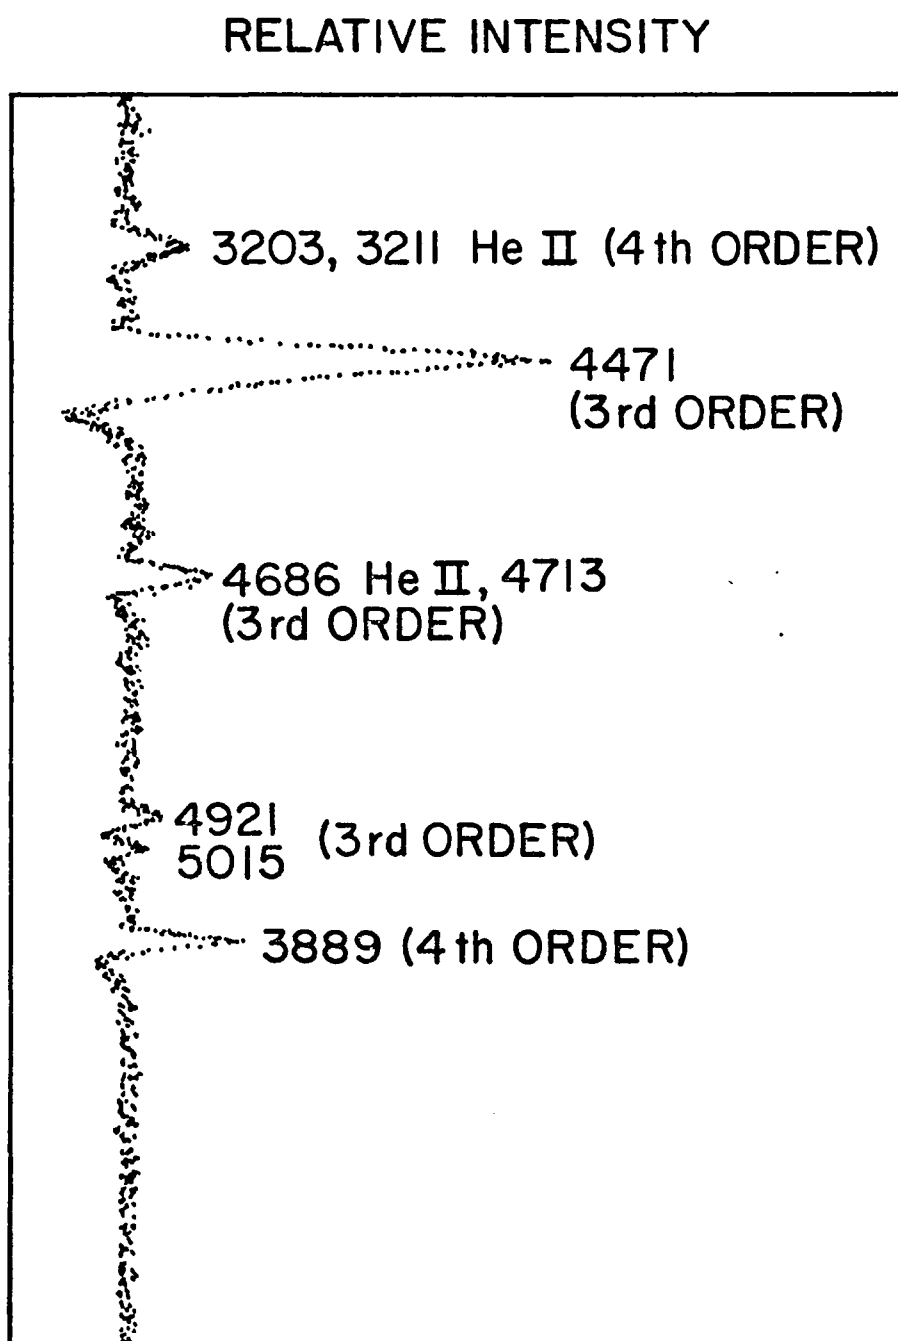 RELATIVE INTENSITY
3203, 3211 He II (4th ORDER)
4471
(3rd ORDER)
4686 He II, 4713
(3rd ORDER)
4921
5015 (3rd ORDER)
3889 (4th ORDER)